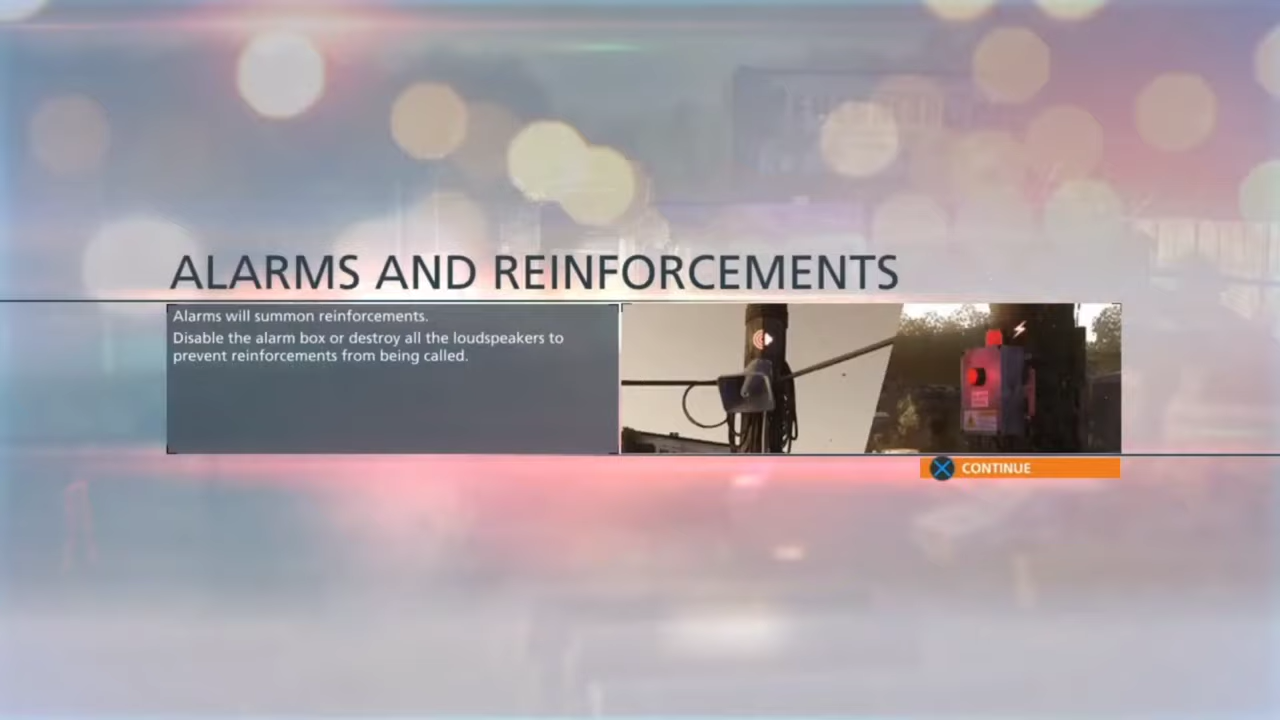 ALARMS AND REINFORCEMENTS
Alarms will summon reinforcements.
Disable the alarm box or destroy all the loudspeakers to
prevent reinforcements from being called.
CONTINUE